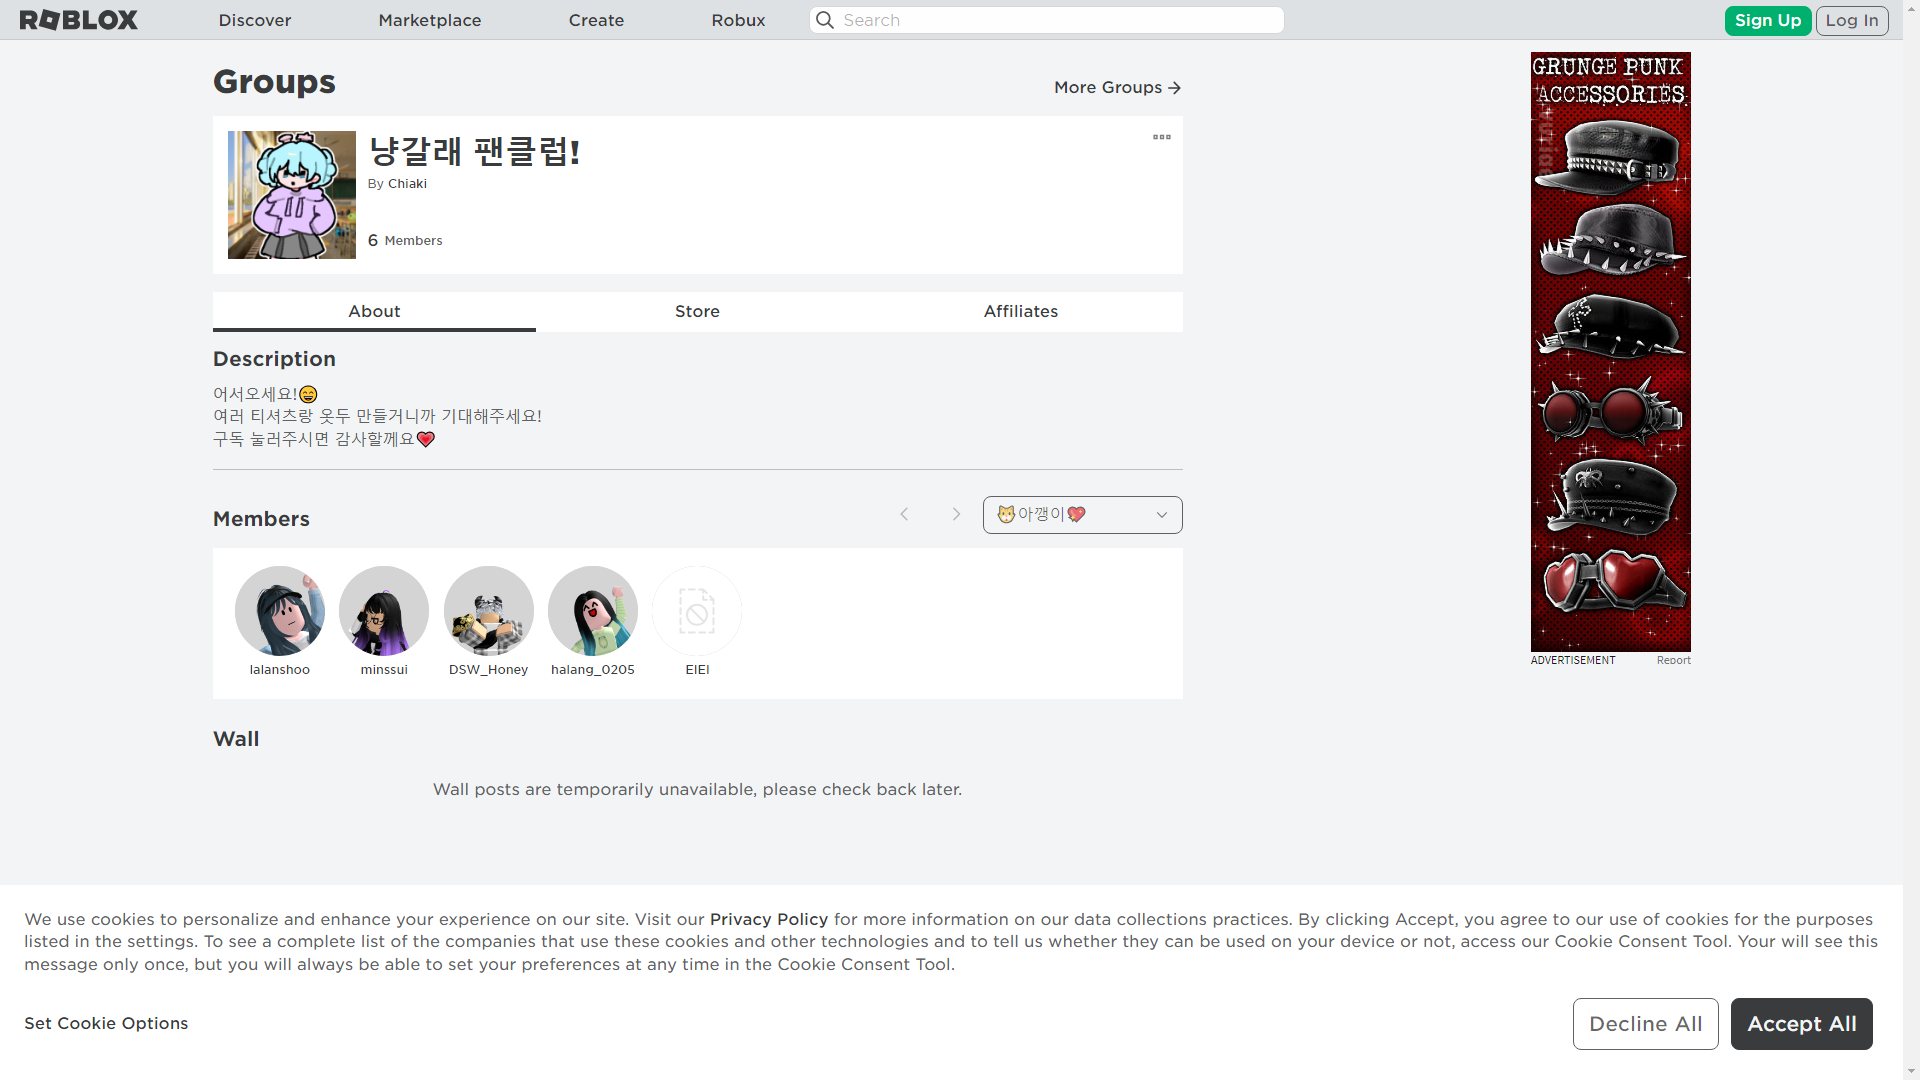 ROBLOX
Discover
Marketplace
Create
Robux
Search
Sign Up
Log In
Groups
More Groups
냥갈래 팬클럽!
By Chiaki
6 Members
About
Store
Affiliates
Description
어서오세요!😄
여러 티셔츠랑 옷두 만들거니까 기대해주세요!
구독 눌러주시면 감사할께요💗
Members
🐱아깽이💖
lalanshoo
minssui
DSW_Honey
halang_0205
ElEl
Wall
Wall posts are temporarily unavailable, please check back later.
GRUNGE PUNK
ACCESSORIES
ADVERTISEMENT
Report
We use cookies to personalize and enhance your experience on our site. Visit our Privacy Policy for more information on our data collections practices. By clicking Accept, you agree to our use of cookies for the purposes
listed in the settings. To see a complete list of the companies that use these cookies and other technologies and to tell us whether they can be used on your device or not, access our Cookie Consent Tool. Your will see this
message only once, but you will always be able to set your preferences at any time in the Cookie Consent Tool.
Set Cookie Options
Decline All
Accept All